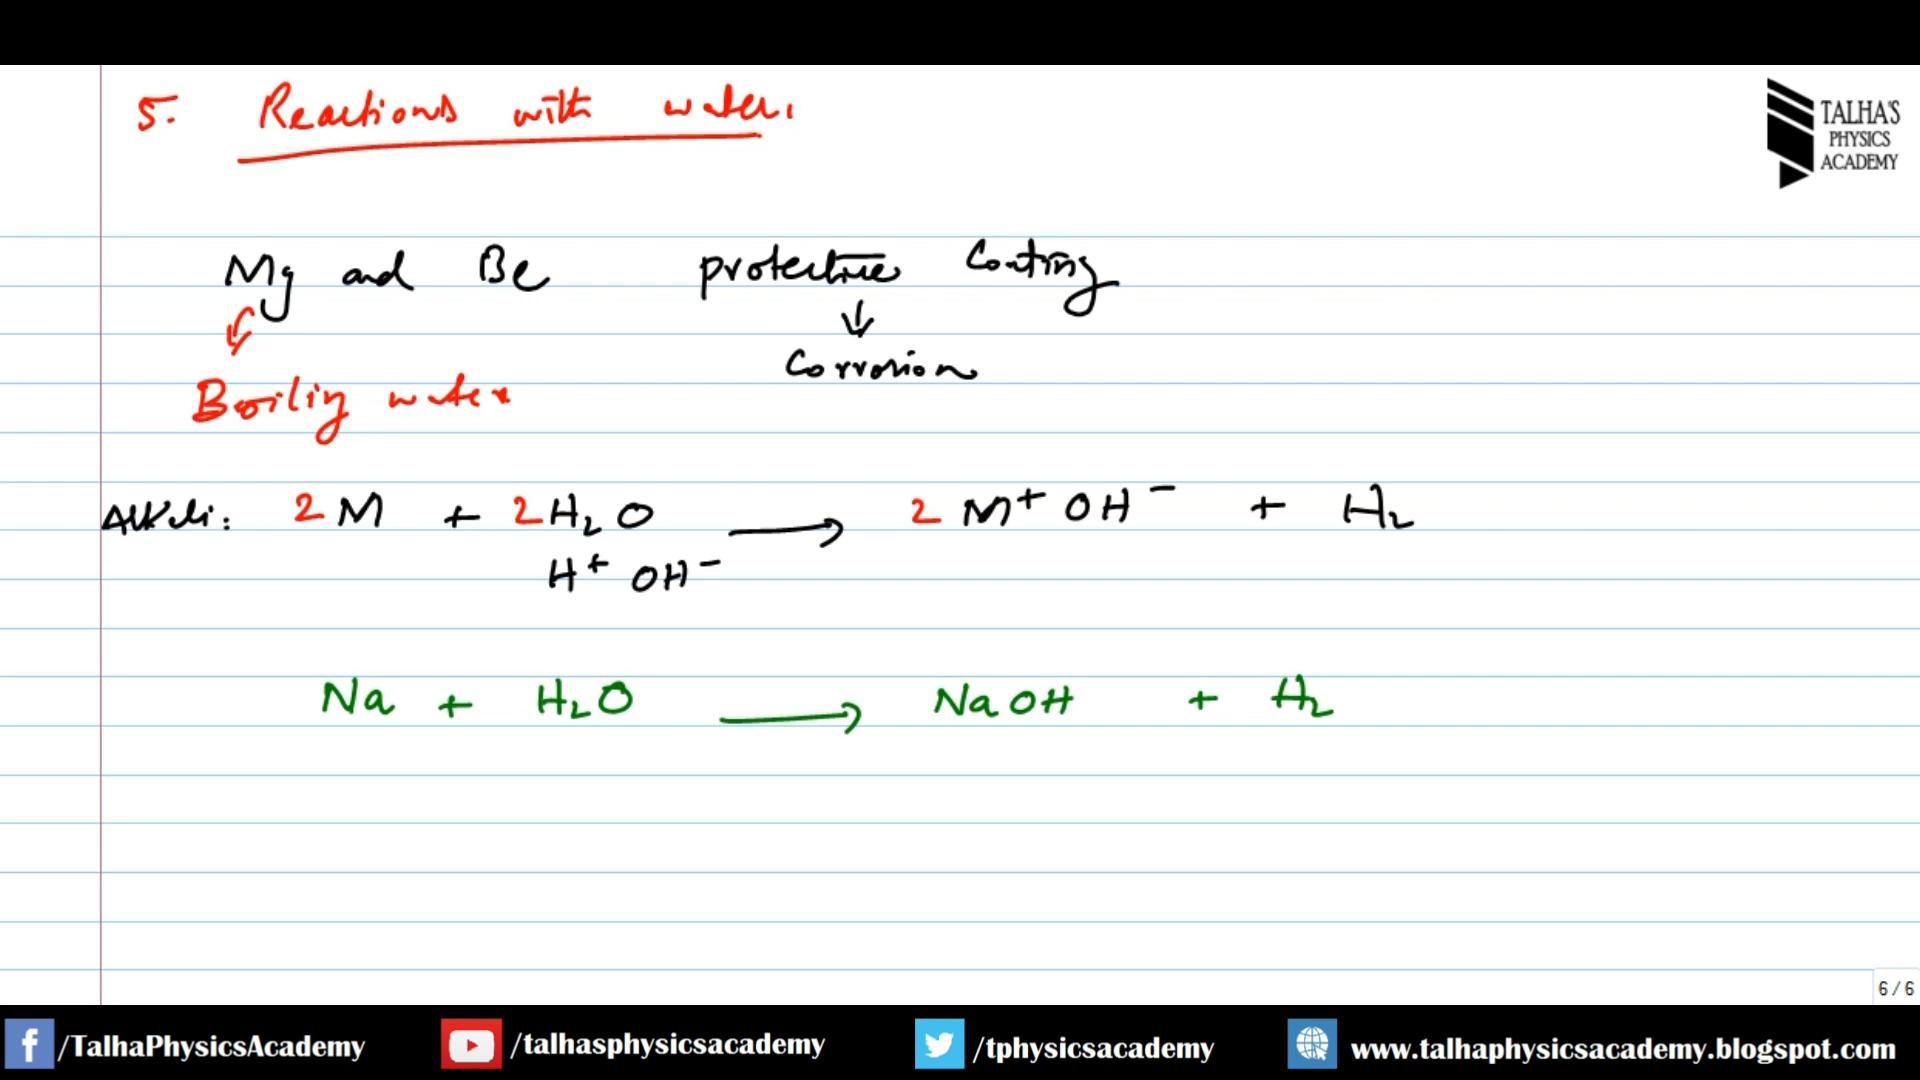 5. Reactions with water.
TALHA'S
PHYSICS
ACADEMY
Mg and Be protective Coating
↓
Corrosion
Boiling water
Alkali: 2M + 2H₂O ⟶ 2M⁺OH⁻ + H₂
H⁺ OH⁻
Na + H₂O ⟶ NaOH + H₂
6/6
/TalhaPhysicsAcademy
/talhasphysicsacademy
/tphysicsacademy
www.talhaphysicsacademy.blogspot.com